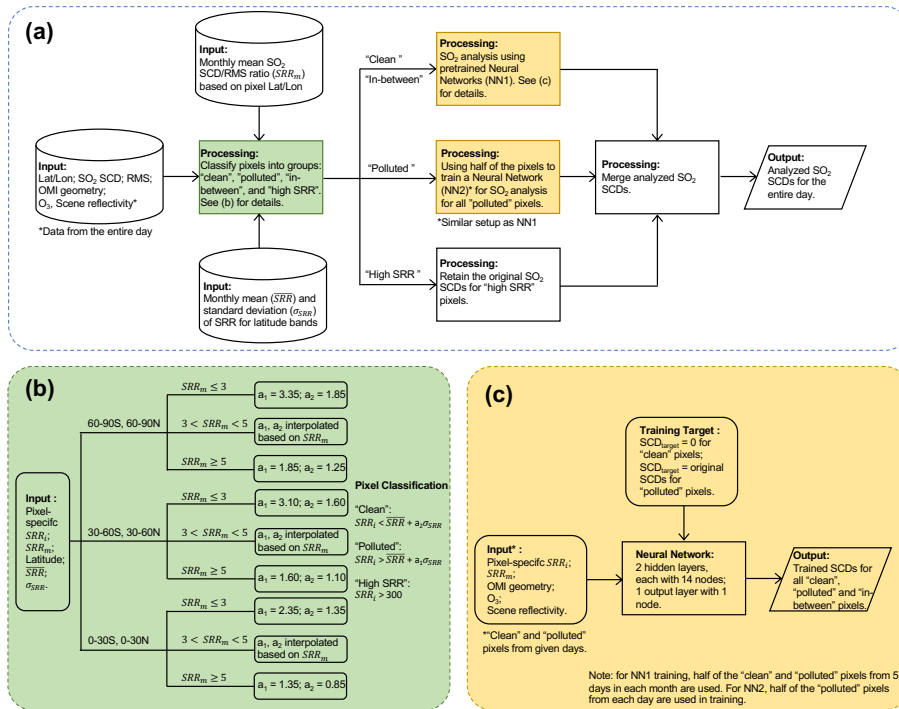 (a)
Input:
Monthly mean SO₂
SCD/RMS ratio (SRRₘ)
based on pixel Lat/Lon
Input:
Lat/Lon; SO₂ SCD; RMS;
OMI geometry;
O₃, Scene reflectivity*
*Data from the entire day
Processing:
Classify pixels into groups:
"clean", "polluted", "in-
between", and "high SRR".
See (b) for details.
Input:
Monthly mean (S̅R̅R̅) and
standard deviation (σ_SRR)
of SRR for latitude bands
"Clean "
"In-between"
Processing:
SO₂ analysis using
pretrained Neural
Networks (NN1). See (c)
for details.
"Polluted "
Processing:
Using half of the pixels to
train a Neural Network
(NN2)* for SO₂ analysis
for all "polluted" pixels.
*Similar setup as NN1
"High SRR "
Processing:
Retain the original SO₂
SCDs for "high SRR"
pixels.
Processing:
Merge analyzed SO₂
SCDs.
Output:
Analyzed SO₂
SCDs for the
entire day.
(b)
Input :
Pixel-specifc
SRRᵢ;
SRRₘ;
Latitude;
S̅R̅R̅;
σ_SRR.
60-90S, 60-90N
SRRₘ ≤ 3
a₁ = 3.35; a₂ = 1.85
3 < SRRₘ < 5
a₁, a₂ interpolated
based on SRRₘ
SRRₘ ≥ 5
a₁ = 1.85; a₂ = 1.25
30-60S, 30-60N
SRRₘ ≤ 3
a₁ = 3.10; a₂ = 1.60
3 < SRRₘ < 5
a₁, a₂ interpolated
based on SRRₘ
SRRₘ ≥ 5
a₁ = 1.60; a₂ = 1.10
0-30S, 0-30N
SRRₘ ≤ 3
a₁ = 2.35; a₂ = 1.35
3 < SRRₘ < 5
a₁, a₂ interpolated
based on SRRₘ
SRRₘ ≥ 5
a₁ = 1.35; a₂ = 0.85
Pixel Classification
"Clean":
SRRᵢ < S̅R̅R̅ + a₂σ_SRR
"Polluted":
SRRᵢ > S̅R̅R̅ + a₁σ_SRR
"High SRR":
SRRᵢ > 300
(c)
Training Target :
SCD_target = 0 for
"clean" pixels;
SCD_target = original
SCDs for
"polluted" pixels.
Input* :
Pixel-specifc SRRᵢ;
SRRₘ;
OMI geometry;
O₃;
Scene reflectivity.
*"Clean" and "polluted"
pixels from given days.
Neural Network:
2 hidden layers,
each with 14 nodes;
1 output layer with 1
node.
Output:
Trained SCDs for
all "clean",
"polluted" and "in-
between" pixels.
Note: for NN1 training, half of the "clean" and "polluted" pixels from 5
days in each month are used. For NN2, half of the "polluted" pixels
from each day are used in training.